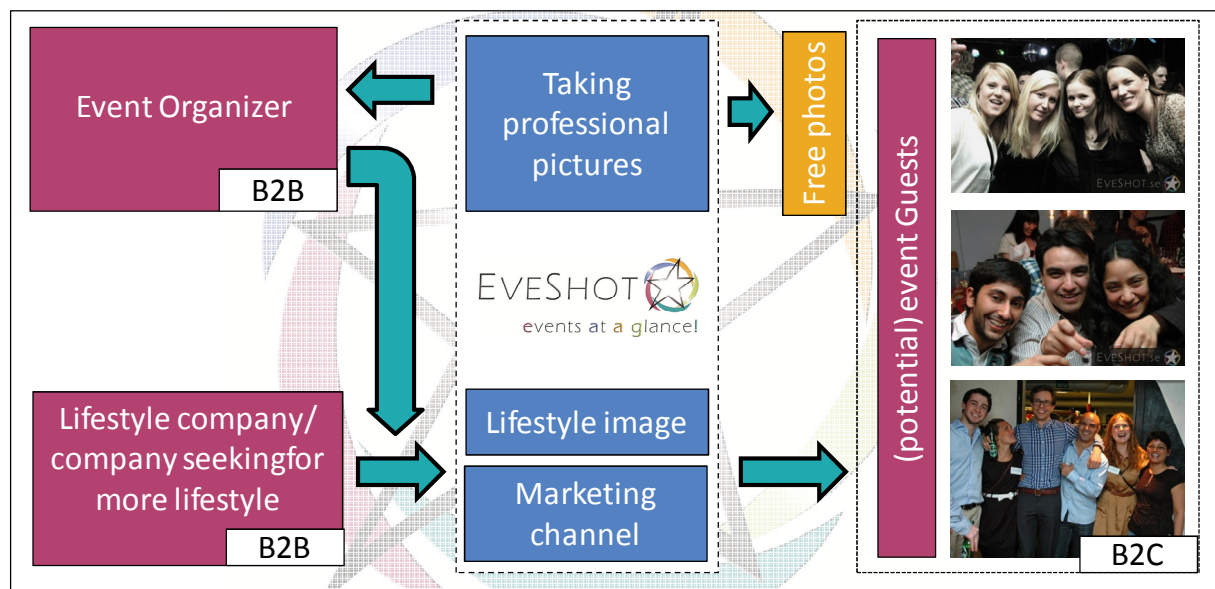 Event Organizer
B2B
Taking
professional
pictures
Free photos
(potential) event Guests
EVESHOT.se
EVESHOT.se
EVESHOT
events at a glance!
Lifestyle company/
company seekingfor
more lifestyle
B2B
Lifestyle image
Marketing
channel
B2C